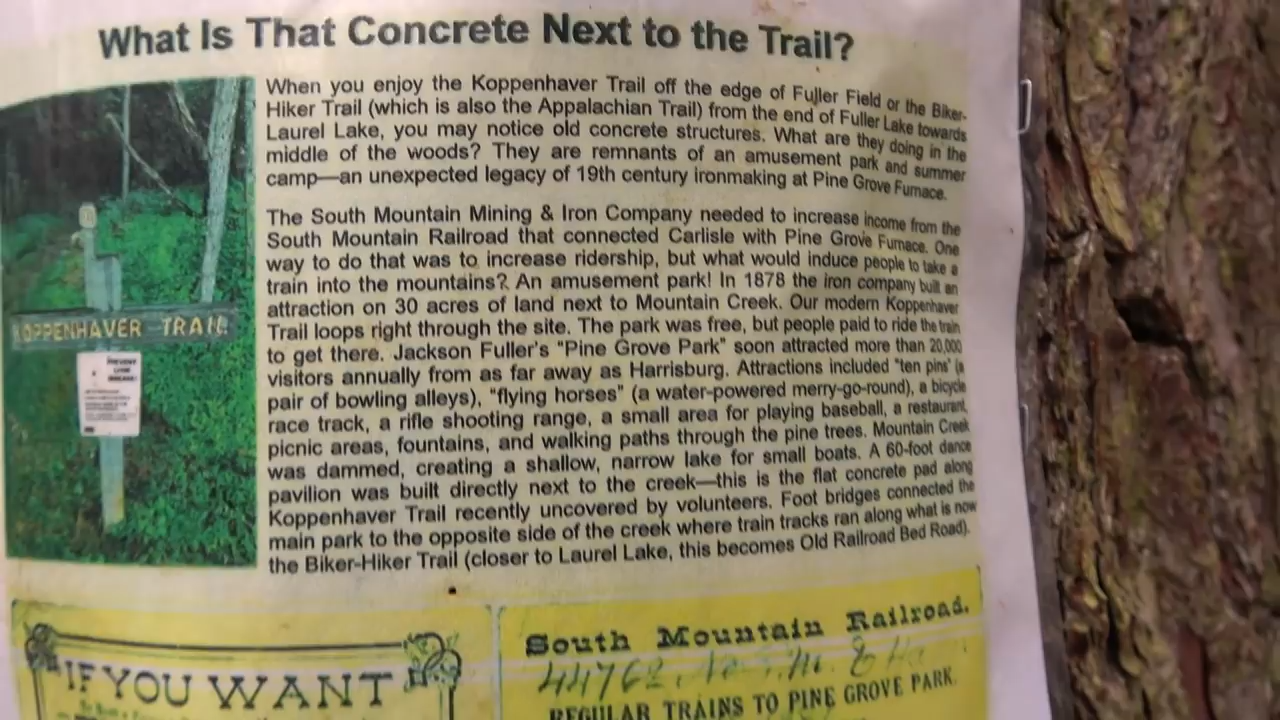 What Is That Concrete Next to the Trail?
When you enjoy the Koppenhaver Trail off the edge of Fuller Field or the Biker-
Hiker Trail (which is also the Appalachian Trail) from the end of Fuller Lake towards
Laurel Lake, you may notice old concrete structures. What are they doing in the
middle of the woods? They are remnants of an amusement park and summer
camp—an unexpected legacy of 19th century ironmaking at Pine Grove Furnace.
The South Mountain Mining & Iron Company needed to increase income from the
South Mountain Railroad that connected Carlisle with Pine Grove Furnace. One
way to do that was to increase ridership, but what would induce people to take a
train into the mountains? An amusement park! In 1878 the iron company built an
attraction on 30 acres of land next to Mountain Creek. Our modern Koppenhaver
Trail loops right through the site. The park was free, but people paid to ride the train
to get there. Jackson Fuller's "Pine Grove Park" soon attracted more than 20,000
visitors annually from as far away as Harrisburg. Attractions included "ten pins" (a
pair of bowling alleys), "flying horses" (a water-powered merry-go-round), a bicycle
race track, a rifle shooting range, a small area for playing baseball, a restaurant,
picnic areas, fountains, and walking paths through the pine trees. Mountain Creek
was dammed, creating a shallow, narrow lake for small boats. A 60-foot dance
pavilion was built directly next to the creek—this is the flat concrete pad along
Koppenhaver Trail recently uncovered by volunteers. Foot bridges connected the
main park to the opposite side of the creek where train tracks ran along what is now
the Biker-Hiker Trail (closer to Laurel Lake, this becomes Old Railroad Bed Road).
KOPPENHAVER TRAIL
PREVENT
LYME
DISEASE!
IF YOU WANT
South Mountain Railroad.
44762
REGULAR TRAINS TO PINE GROVE PARK.